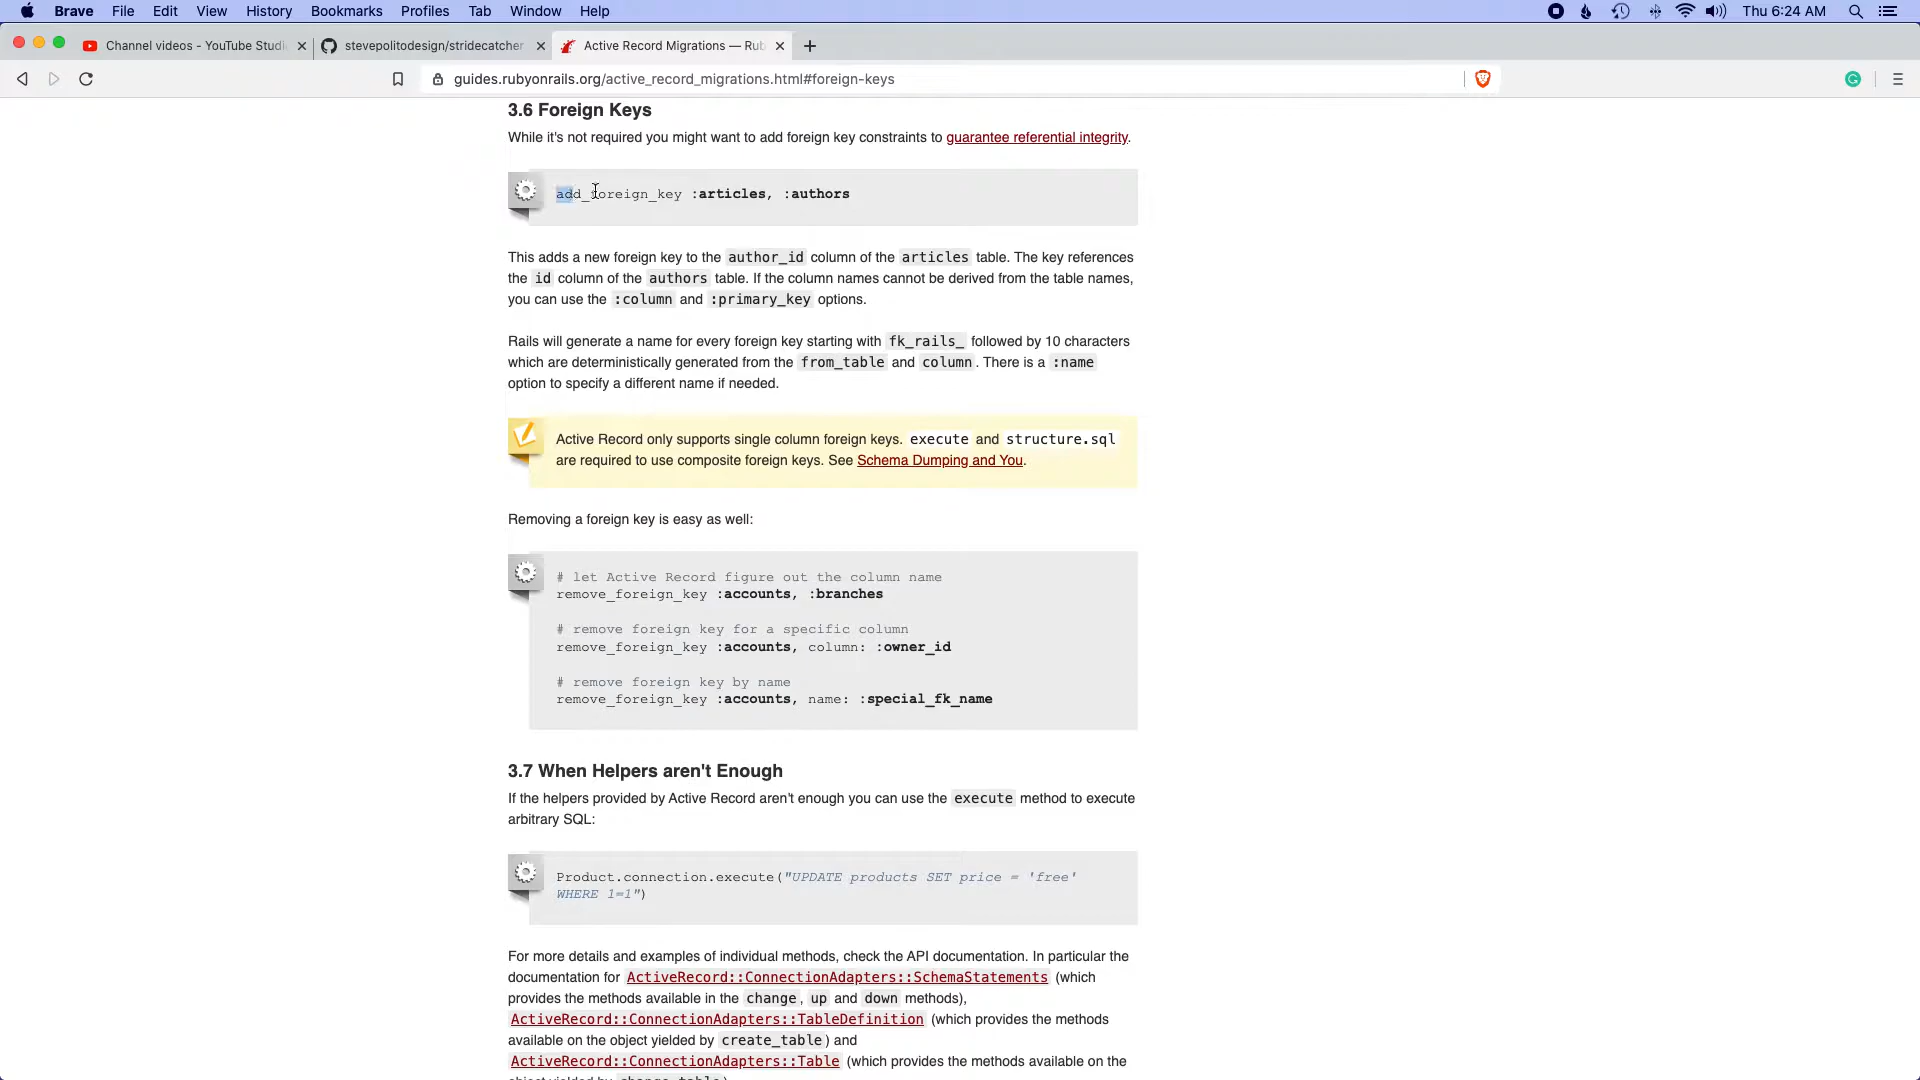 Brave File Edit View History Bookmarks Profiles Tab Window Help Thu 6:24 AM
Channel videos - YouTube Studi stevepolitodesign/stridecatcher Active Record Migrations — Rub
guides.rubyonrails.org/active_record_migrations.html#foreign-keys
3.6 Foreign Keys
While it's not required you might want to add foreign key constraints to guarantee referential integrity.
add_foreign_key :articles, :authors
This adds a new foreign key to the author_id column of the articles table. The key references
the id column of the authors table. If the column names cannot be derived from the table names,
you can use the :column and :primary_key options.
Rails will generate a name for every foreign key starting with fk_rails_ followed by 10 characters
which are deterministically generated from the from_table and column. There is a :name
option to specify a different name if needed.
Active Record only supports single column foreign keys. execute and structure.sql
are required to use composite foreign keys. See Schema Dumping and You.
Removing a foreign key is easy as well:
# let Active Record figure out the column name
remove_foreign_key :accounts, :branches
# remove foreign key for a specific column
remove_foreign_key :accounts, column: :owner_id
# remove foreign key by name
remove_foreign_key :accounts, name: :special_fk_name
3.7 When Helpers aren't Enough
If the helpers provided by Active Record aren't enough you can use the execute method to execute
arbitrary SQL:
Product.connection.execute("UPDATE products SET price = 'free'
WHERE 1=1")
For more details and examples of individual methods, check the API documentation. In particular the
documentation for ActiveRecord::ConnectionAdapters::SchemaStatements (which
provides the methods available in the change, up and down methods),
ActiveRecord::ConnectionAdapters::TableDefinition (which provides the methods
available on the object yielded by create_table) and
ActiveRecord::ConnectionAdapters::Table (which provides the methods available on the
object yielded by change_table).